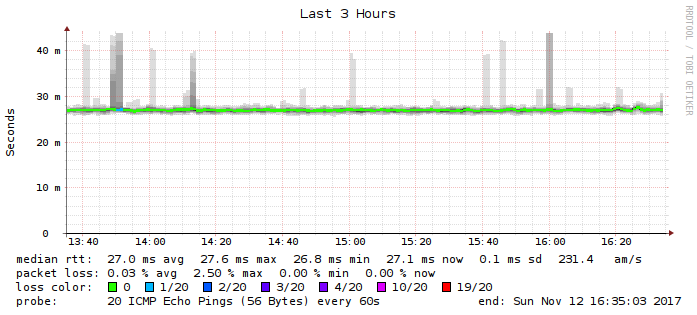 Last 3 Hours
RRDTOOL / TOBI OETIKER
Seconds
40 m
30 m
20 m
10 m
0
13:40 14:00 14:20 14:40 15:00 15:20 15:40 16:00 16:20
median rtt: 27.0 ms avg 27.6 ms max 26.8 ms min 27.1 ms now 0.1 ms sd 231.4 am/s
packet loss: 0.03 % avg 2.50 % max 0.00 % min 0.00 % now
loss color: 0 1/20 2/20 3/20 4/20 10/20 19/20
probe: 20 ICMP Echo Pings (56 Bytes) every 60s end: Sun Nov 12 16:35:03 2017